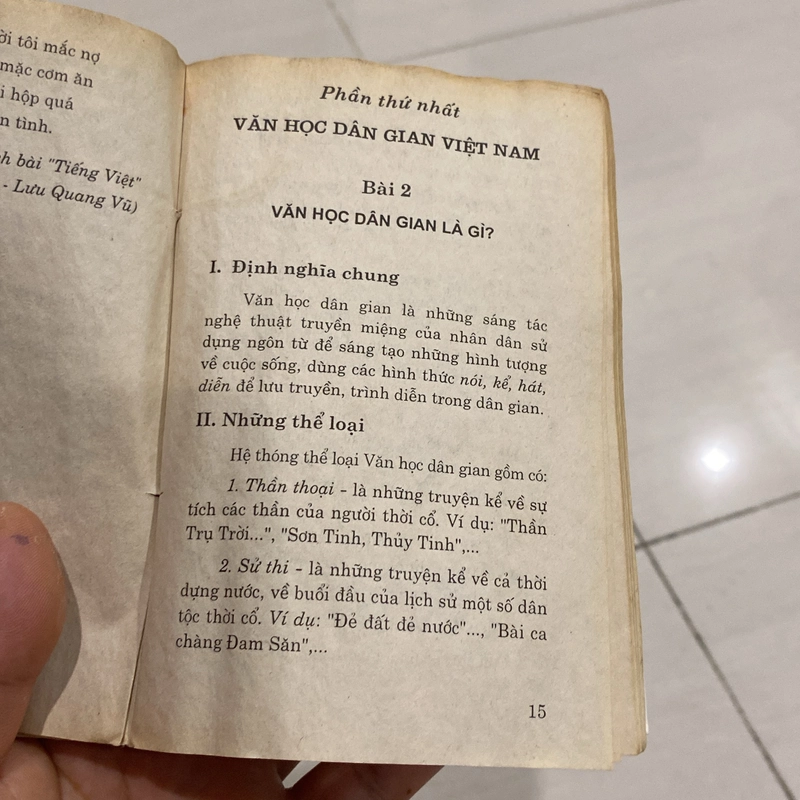 ời tôi mắc nợ
mặc cơm ăn
i hộp quá
n tình.
h bài "Tiếng Việt"
- Lưu Quang Vũ)
Phần thứ nhất
VĂN HỌC DÂN GIAN VIỆT NAM
Bài 2
VĂN HỌC DÂN GIAN LÀ GÌ?
I. Định nghĩa chung
Văn học dân gian là những sáng tác
nghệ thuật truyền miệng của nhân dân sử
dụng ngôn từ để sáng tạo những hình tượng
về cuộc sống, dùng các hình thức nói, kể, hát,
diễn để lưu truyền, trình diễn trong dân gian.
II. Những thể loại
Hệ thóng thể loại Văn học dân gian gồm có:
1. Thần thoại - là những truyện kể về sự
tích các thần của người thời cổ. Ví dụ: "Thần
Trụ Trời...", "Sơn Tinh, Thủy Tinh",...
2. Sử thi - là những truyện kể về cả thời
dựng nước, về buổi đầu của lịch sử một số dân
tộc thời cổ. Ví dụ: "Đẻ đất đẻ nước"..., "Bài ca
chàng Đam Săn",...
15